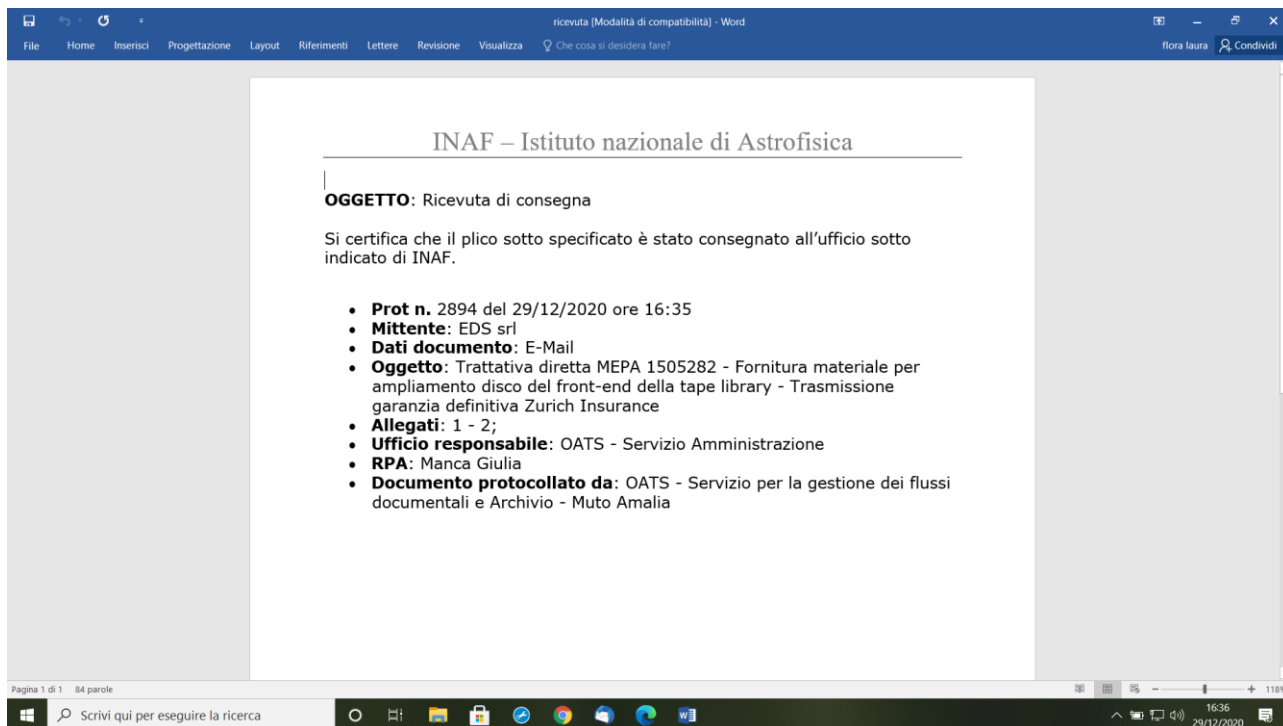 ricevuta [Modalità di compatibilità] - Word
File Home Inserisci Progettazione Layout Riferimenti Lettere Revisione Visualizza Che cosa si desidera fare? flora laura Condividi
INAF – Istituto nazionale di Astrofisica
OGGETTO: Ricevuta di consegna
Si certifica che il plico sotto specificato è stato consegnato all’ufficio sotto
indicato di INAF.
• Prot n. 2894 del 29/12/2020 ore 16:35
• Mittente: EDS srl
• Dati documento: E-Mail
• Oggetto: Trattativa diretta MEPA 1505282 - Fornitura materiale per
ampliamento disco del front-end della tape library - Trasmissione
garanzia definitiva Zurich Insurance
• Allegati: 1 - 2;
• Ufficio responsabile: OATS - Servizio Amministrazione
• RPA: Manca Giulia
• Documento protocollato da: OATS - Servizio per la gestione dei flussi
documentali e Archivio - Muto Amalia
Pagina 1 di 1 84 parole 118%
Scrivi qui per eseguire la ricerca
16:36
29/12/2020